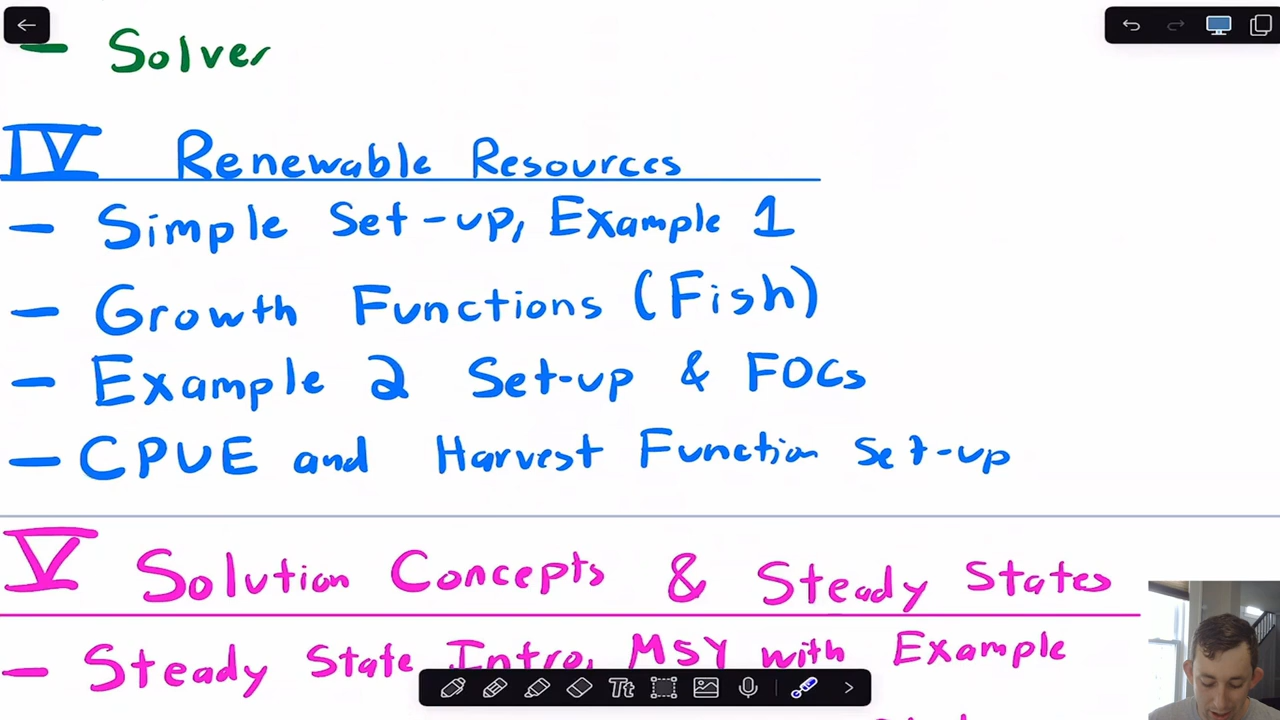 - Solver
IV Renewable Resources
- Simple Set-up, Example 1
- Growth Functions (Fish)
- Example 2 Set-up & FOCs
- CPUE and Harvest Function Set-up
V Solution Concepts & Steady States
- Steady State Intro, MSY with Example
Tt